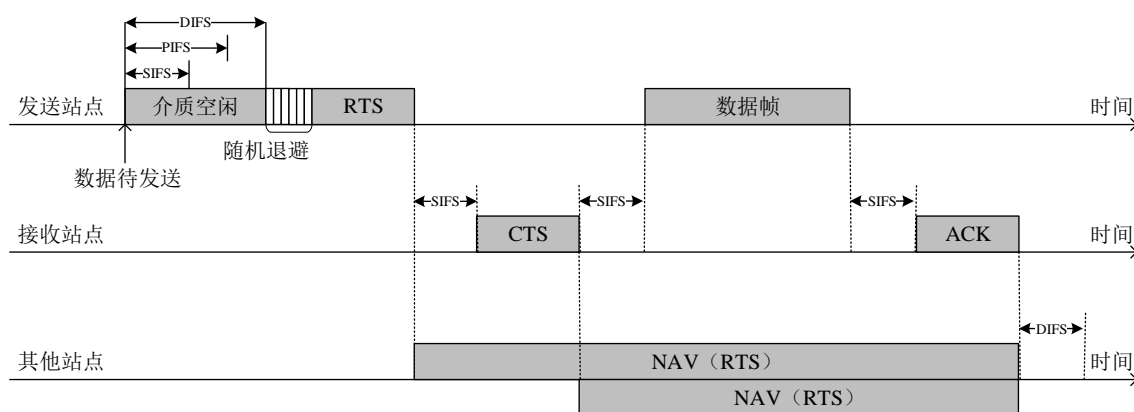 DIFS
PIFS
SIFS
发送站点
介质空闲
RTS
数据帧
时间
随机退避
数据待发送
SIFS
SIFS
SIFS
接收站点
CTS
ACK
时间
DIFS
其他站点
NAV（RTS）
时间
NAV（RTS）